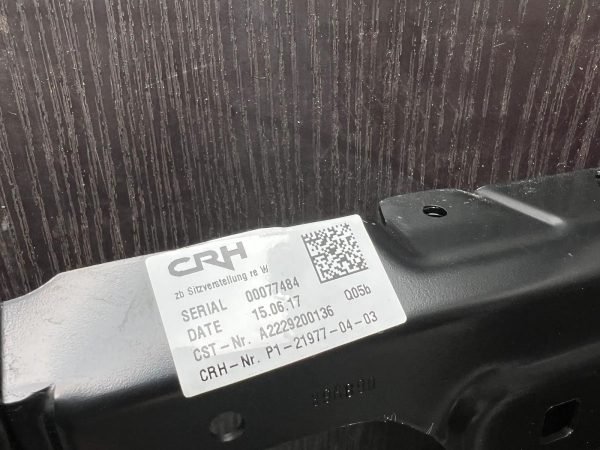 CRH
zb Sitzverstellung re W
SERIAL 00077484
DATE 15.06.17 Q05b
CST-Nr. A2229200136
CRH-Nr. P1-21977-04-03